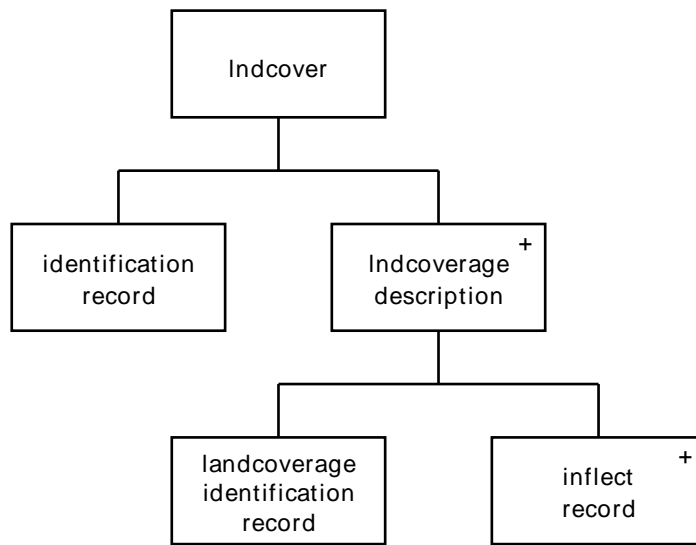 lndcover
identification
record
+
lndcoverage
description
landcoverage
identification
record
+
inflect
record